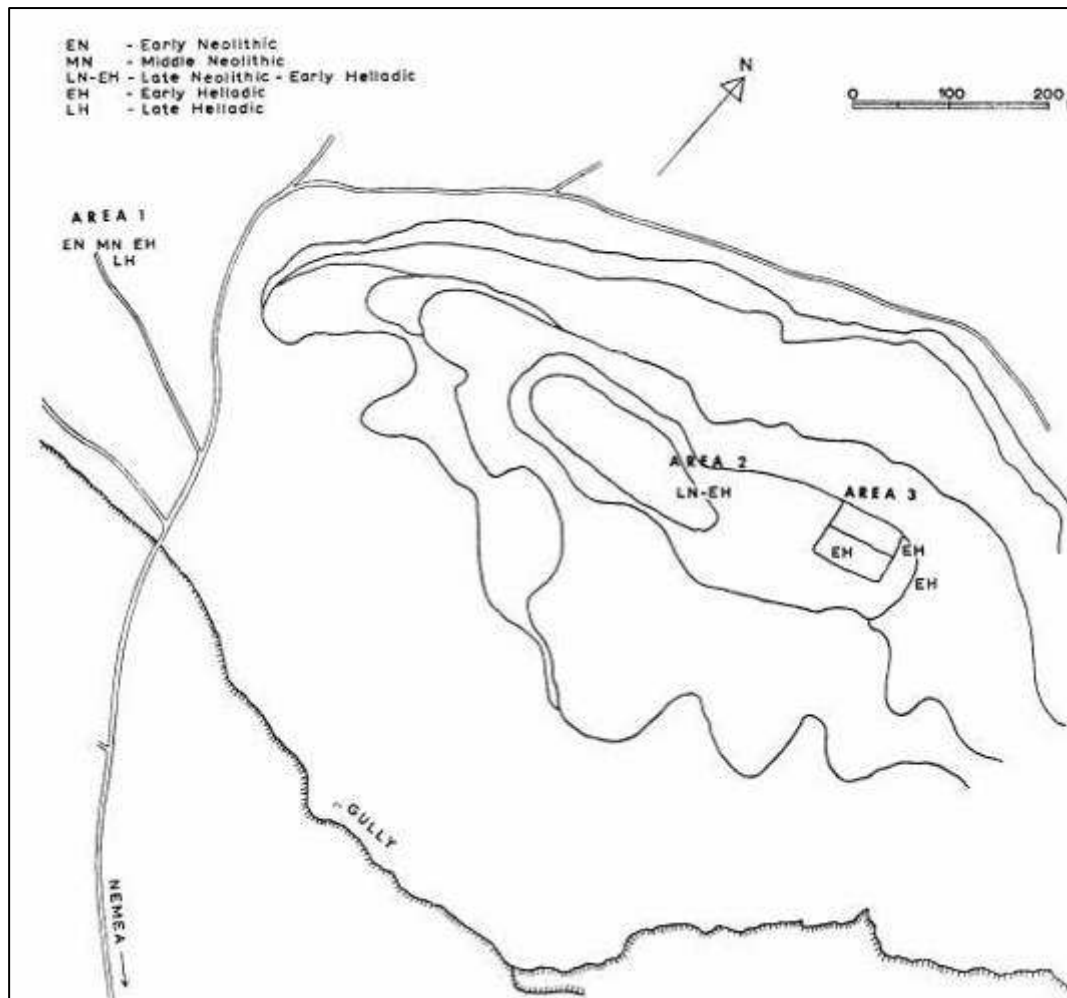 EN - Early Neolithic
MN - Middle Neolithic
LN-EH - Late Neolithic - Early Helladic
EH - Early Helladic
LH - Late Helladic
N
0 100 200
AREA 1
EN MN EH
LH
AREA 2
LN-EH
AREA 3
EH
EH
EH
GULLY
NEMEA